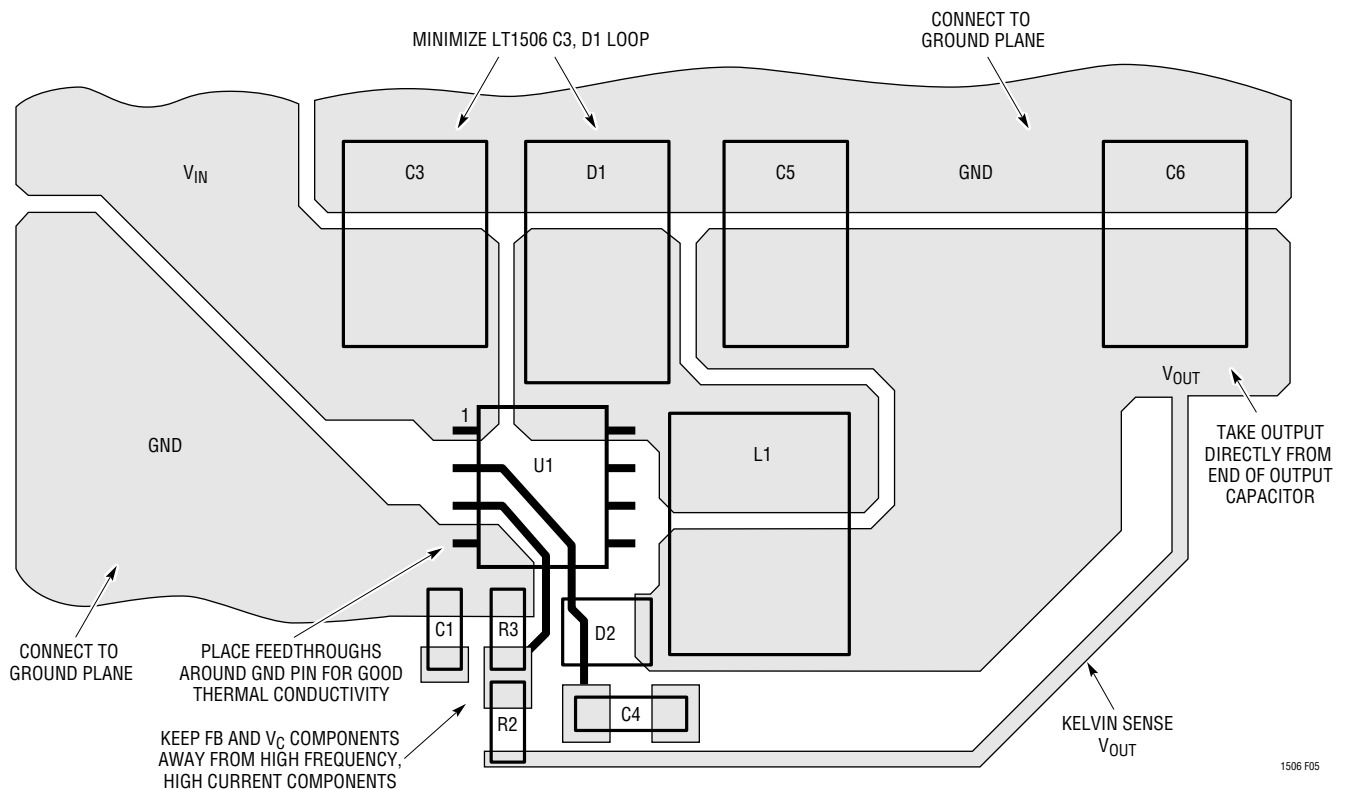 MINIMIZE LT1506 C3, D1 LOOP
CONNECT TO
GROUND PLANE
VIN
C3
D1
C5
GND
C6
VOUT
1
U1
L1
GND
TAKE OUTPUT
DIRECTLY FROM
END OF OUTPUT
CAPACITOR
C1
R3
D2
CONNECT TO
GROUND PLANE
PLACE FEEDTHROUGHS
AROUND GND PIN FOR GOOD
THERMAL CONDUCTIVITY
R2
C4
KEEP FB AND VC COMPONENTS
AWAY FROM HIGH FREQUENCY,
HIGH CURRENT COMPONENTS
KELVIN SENSE
VOUT
1506 F05